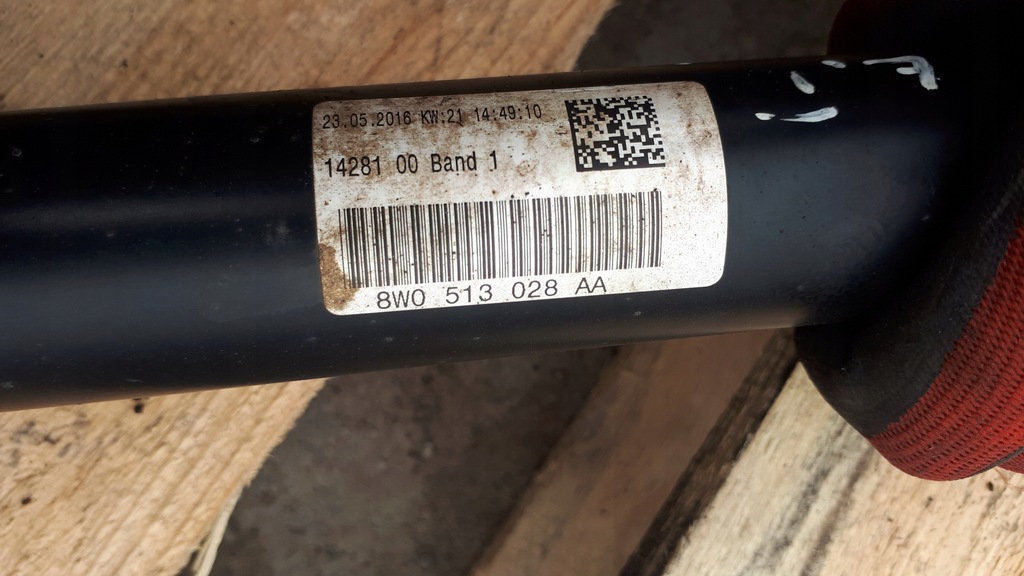 23.05.2016 KW:21 14:49:10
14281 00 Band 1
8W0 513 028 AA